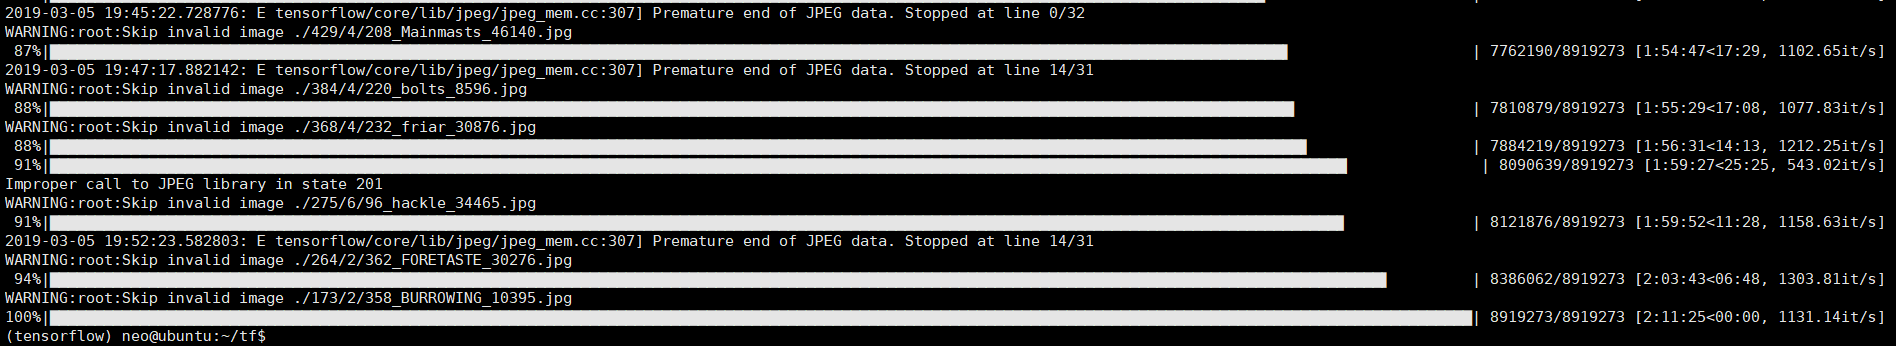 2019-03-05 19:45:22.728776: E tensorflow/core/lib/jpeg/jpeg_mem.cc:307] Premature end of JPEG data. Stopped at line 0/32
WARNING:root:Skip invalid image ./429/4/208_Mainmasts_46140.jpg
87%| | 7762190/8919273 [1:54:47<17:29, 1102.65it/s]
2019-03-05 19:47:17.882142: E tensorflow/core/lib/jpeg/jpeg_mem.cc:307] Premature end of JPEG data. Stopped at line 14/31
WARNING:root:Skip invalid image ./384/4/220_bolts_8596.jpg
88%| | 7810879/8919273 [1:55:29<17:08, 1077.83it/s]
WARNING:root:Skip invalid image ./368/4/232_friar_30876.jpg
88%| | 7884219/8919273 [1:56:31<14:13, 1212.25it/s]
91%| | 8090639/8919273 [1:59:27<25:25, 543.02it/s]
Improper call to JPEG library in state 201
WARNING:root:Skip invalid image ./275/6/96_hackle_34465.jpg
91%| | 8121876/8919273 [1:59:52<11:28, 1158.63it/s]
2019-03-05 19:52:23.582803: E tensorflow/core/lib/jpeg/jpeg_mem.cc:307] Premature end of JPEG data. Stopped at line 14/31
WARNING:root:Skip invalid image ./264/2/362_FORETASTE_30276.jpg
94%| | 8386062/8919273 [2:03:43<06:48, 1303.81it/s]
WARNING:root:Skip invalid image ./173/2/358_BURROWING_10395.jpg
100%| | 8919273/8919273 [2:11:25<00:00, 1131.14it/s]
(tensorflow) neo@ubuntu:~/tf$